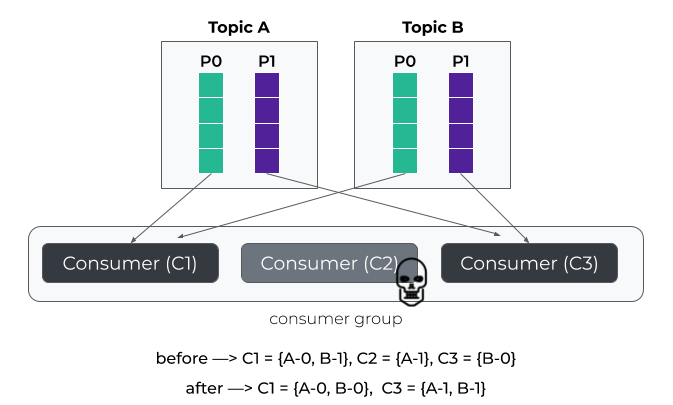 Topic A Topic B
P0 P1 P0 P1
Consumer (C1) Consumer (C2) Consumer (C3)
consumer group
before —> C1 = {A-0, B-1}, C2 = {A-1}, C3 = {B-0}
after —> C1 = {A-0, B-0}, C3 = {A-1, B-1}